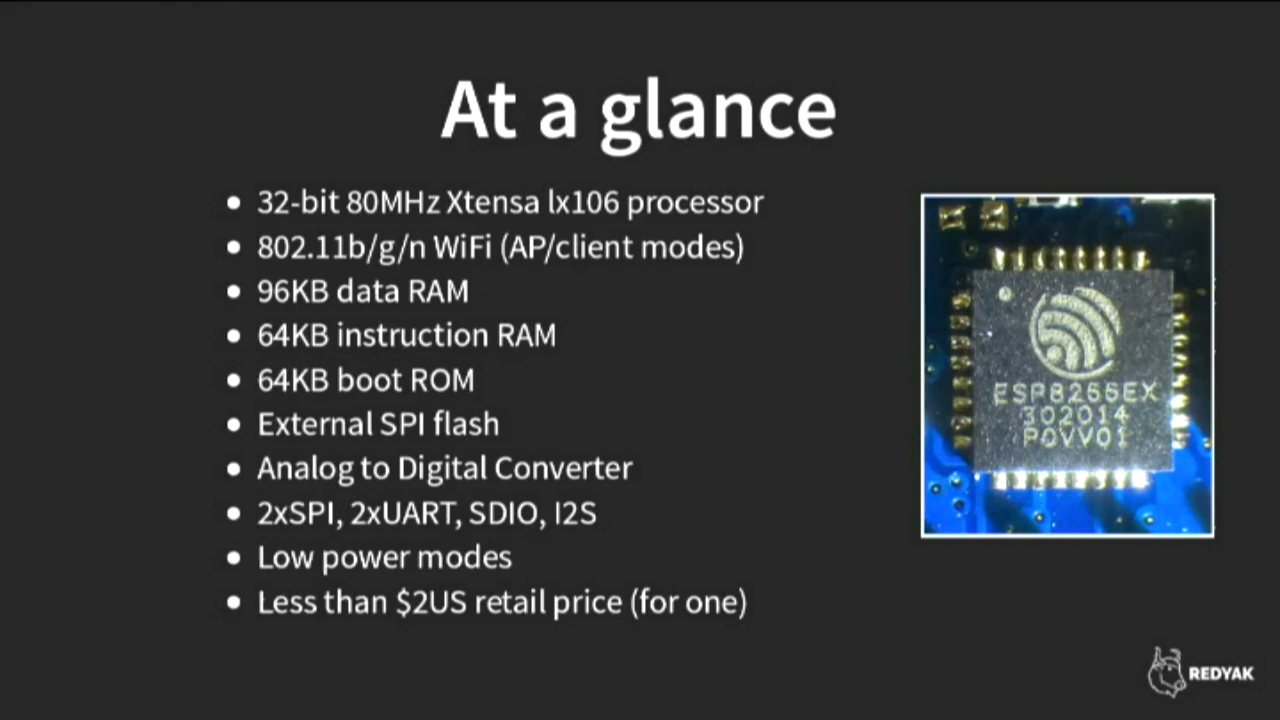 At a glance
32-bit 80MHz Xtensa lx106 processor
802.11b/g/n WiFi (AP/client modes)
96KB data RAM
64KB instruction RAM
64KB boot ROM
External SPI flash
Analog to Digital Converter
2xSPI, 2xUART, SDIO, I2S
Low power modes
Less than $2US retail price (for one)
ESP8266EX
302014
P0VV01
REDYAK